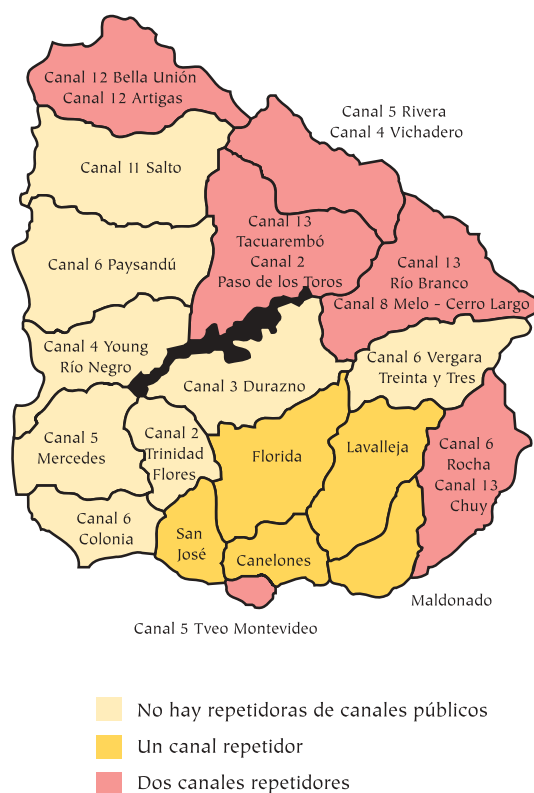 Canal 12 Bella Unión
Canal 12 Artigas
Canal 5 Rivera
Canal 4 Vichadero
Canal 11 Salto
Canal 13
Tacuarembó
Canal 2
Paso de los Toros
Canal 6 Paysandú
Canal 13
Río Branco
Canal 8 Melo - Cerro Largo
Canal 4 Young
Río Negro
Canal 6 Vergara
Treinta y Tres
Canal 3 Durazno
Canal 5
Mercedes
Canal 2
Trinidad
Flores
Florida
Lavalleja
Canal 6
Rocha
Canal 13
Chuy
Canal 6
Colonia
San
José
Canelones
Maldonado
Canal 5 Tveo Montevideo
No hay repetidoras de canales públicos
Un canal repetidor
Dos canales repetidores